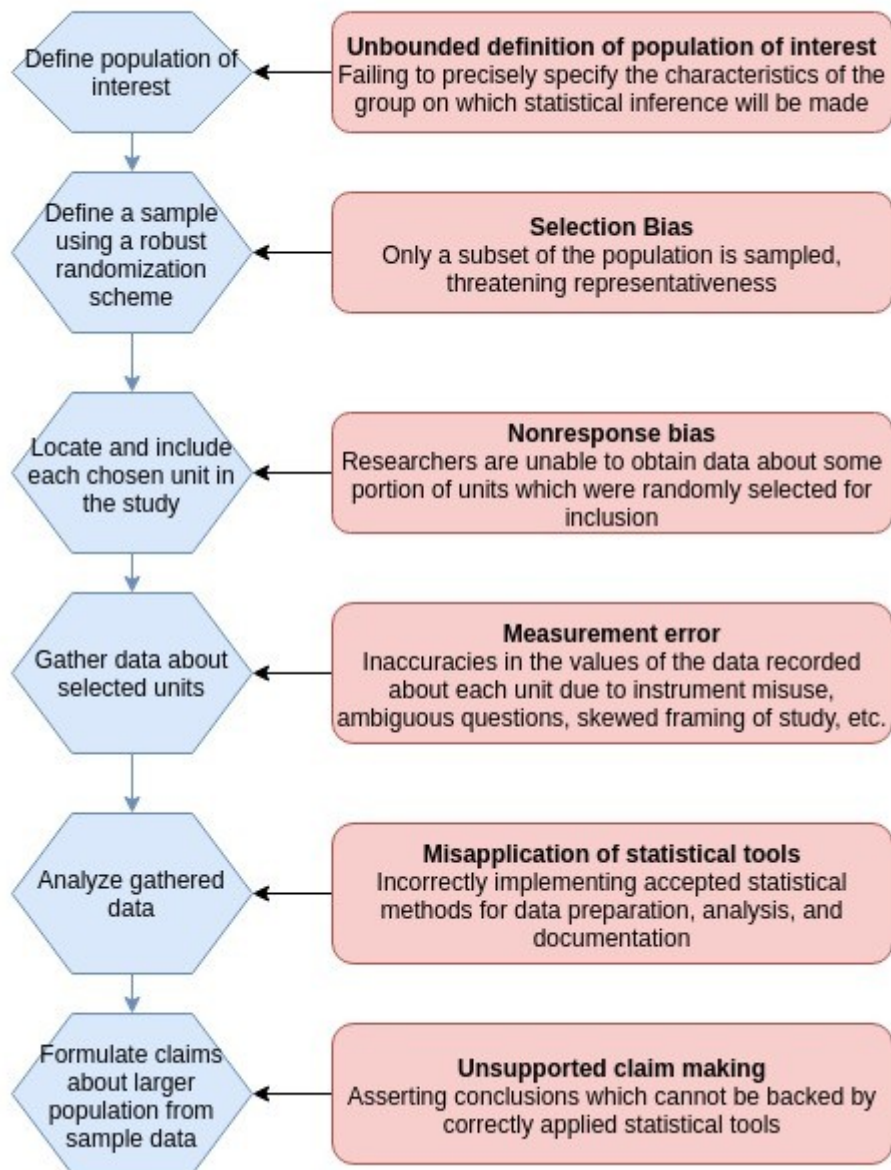 Define population of
interest
Unbounded definition of population of interest
Failing to precisely specify the characteristics of the
group on which statistical inference will be made
Define a sample
using a robust
randomization
scheme
Selection Bias
Only a subset of the population is sampled,
threatening representativeness
Locate and include
each chosen unit in
the study
Nonresponse bias
Researchers are unable to obtain data about some
portion of units which were randomly selected for
inclusion
Gather data about
selected units
Measurement error
Inaccuracies in the values of the data recorded
about each unit due to instrument misuse,
ambiguous questions, skewed framing of study, etc.
Analyze gathered
data
Misapplication of statistical tools
Incorrectly implementing accepted statistical
methods for data preparation, analysis, and
documentation
Formulate claims
about larger
population from
sample data
Unsupported claim making
Asserting conclusions which cannot be backed by
correctly applied statistical tools